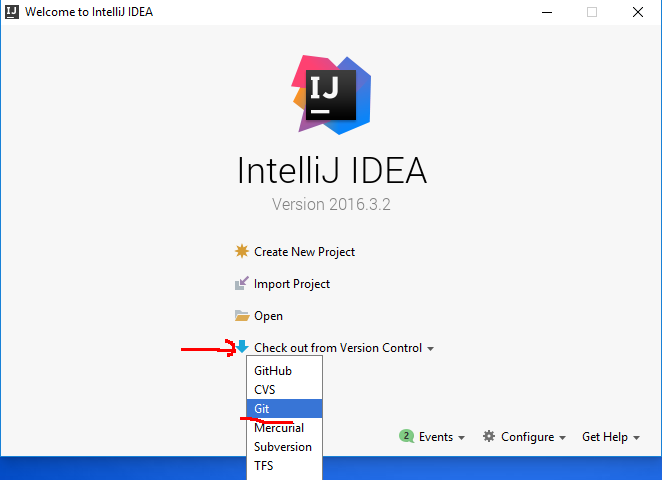 Welcome to IntelliJ IDEA
IJ
IntelliJ IDEA
Version 2016.3.2
Create New Project
Import Project
Open
Check out from Version Control
GitHub
CVS
Git
Mercurial
Subversion
TFS
2 Events Configure Get Help